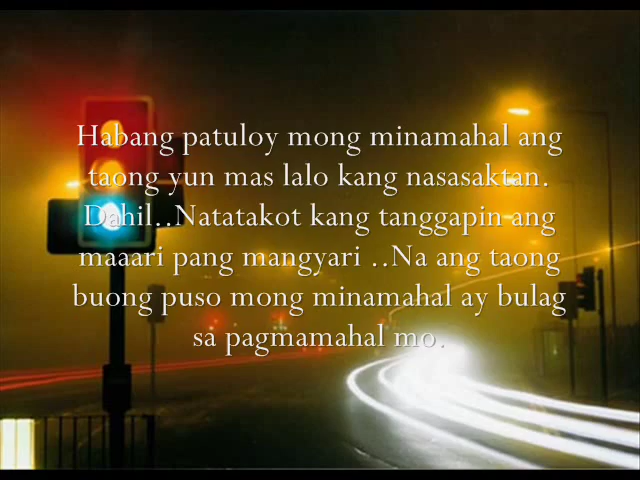 Habang patuloy mong minamahal ang
taong yun mas lalo kang nasasaktan.
Dahil..Natatakot kang tanggapin ang
maaari pang mangyari ..Na ang taong
buong puso mong minamahal ay bulag
sa pagmamahal mo.